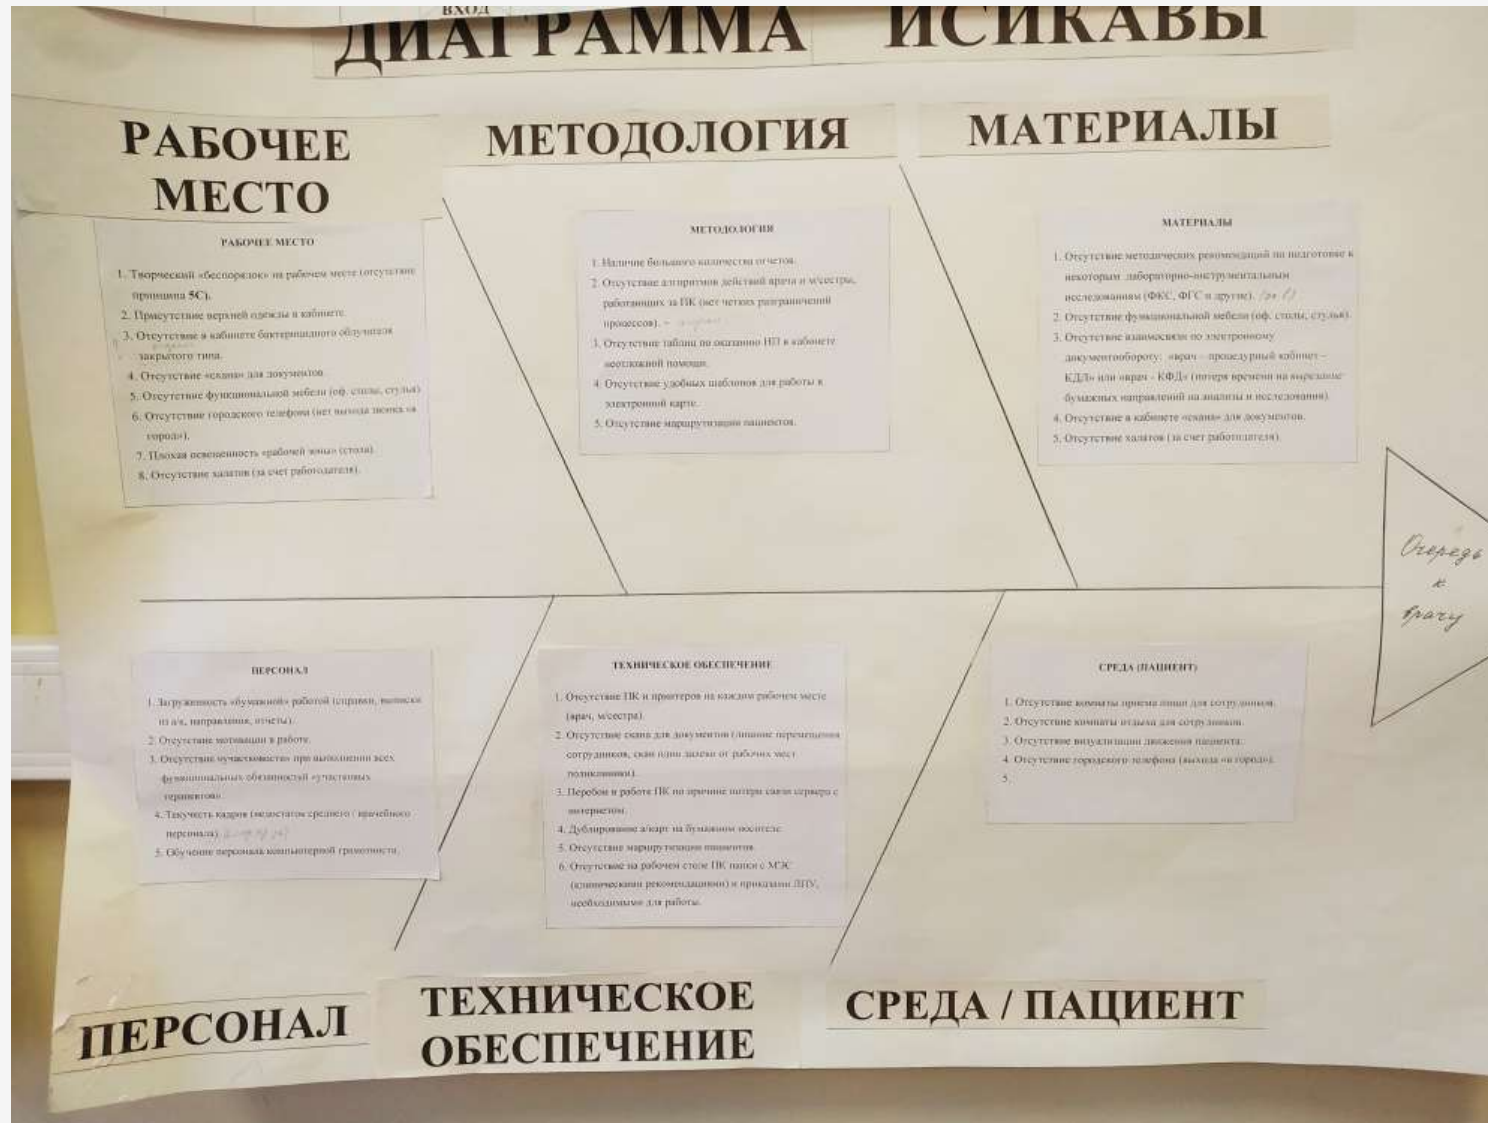 ВХОД
ДИАГРАММА ИСИКАВЫ
РАБОЧЕЕ
МЕСТО
МЕТОДОЛОГИЯ
МАТЕРИАЛЫ
РАБОЧЕЕ МЕСТО
1. Творческий «беспорядок» на рабочем месте (отсутствие
принципа 5С).
2. Присутствие верхней одежды в кабинете.
3. Отсутствие в кабинете бактерицидного облучателя
закрытого типа.
4. Отсутствие «скана» для документов.
5. Отсутствие функциональной мебели (оф. столы, стулья)
6. Отсутствие городского телефона (нет выхода звонка «в
город»).
7. Плохая освещенность «рабочей зоны» (стола).
8. Отсутствие халатов (за счет работодателя).
МЕТОДОЛОГИЯ
1. Наличие большого количества отчетов.
2. Отсутствие алгоритмов действий врача и м/сестры,
работающих за ПК (нет четких разграничений
процессов). -
3. Отсутствие таблиц по оказанию НП в кабинете
неотложной помощи.
4. Отсутствие удобных шаблонов для работы в
электронной карте.
5. Отсутствие маршрутизации пациентов.
МАТЕРИАЛЫ
1. Отсутствие методических рекомендаций по подготовке к
некоторым лабораторно-инструментальным
исследованиям (ФКС, ФГС и другие).
2. Отсутствие функциональной мебели (оф. столы, стулья).
3. Отсутствие взаимосвязи по электронному
документообороту: «врач – процедурный кабинет –
КДЛ» или «врач - КФД» (потеря времени на вырезание
бумажных направлений на анализы и исследования)
4. Отсутствие в кабинете «скана» для документов.
5. Отсутствие халатов (за счет работодателя).
Очередь
к
врачу
ПЕРСОНАЛ
1. Загруженность «бумажной» работой (справки, выписки
из а/к, направления, отчеты).
2. Отсутствие мотивации в работе.
3. Отсутствие «участковости» при выполнении всех
функциональных обязанностей «участковых
терапевтов».
4. Текучесть кадров (недостаток среднего / врачебного
персонала).
5. Обучение персонала компьютерной грамотности.
ТЕХНИЧЕСКОЕ ОБЕСПЕЧЕНИЕ
1. Отсутствие ПК и принтеров на каждом рабочем месте
(врач, м/сестра).
2. Отсутствие скана для документов (лишние перемещения
сотрудников, скан один далеко от рабочих мест
поликлиники).
3. Перебои в работе ПК по причине потери связи сервера с
интернетом.
4. Дублирование а/карт на бумажном носителе.
5. Отсутствие маршрутизации пациентов.
6. Отсутствие на рабочем столе ПК папки с МЭС
(клиническими рекомендациями) и приказами ЛПУ,
необходимыми для работы.
СРЕДА (ПАЦИЕНТ)
1. Отсутствие комнаты приема пищи для сотрудников.
2. Отсутствие комнаты отдыха для сотрудников.
3. Отсутствие визуализации движения пациента.
4. Отсутствие городского телефона (выхода «в город»).
5.
ПЕРСОНАЛ
ТЕХНИЧЕСКОЕ
ОБЕСПЕЧЕНИЕ
СРЕДА / ПАЦИЕНТ